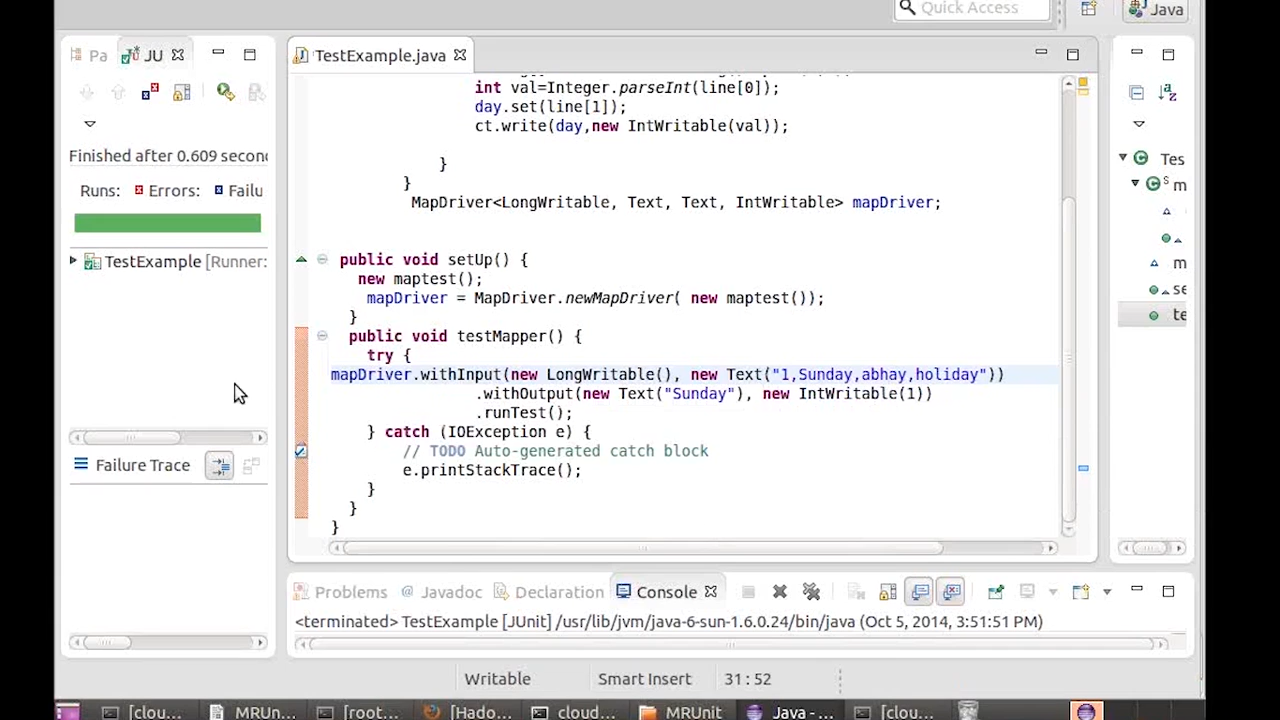 Quick Access
Java
Pa
JU
TestExample.java
int val=Integer.parseInt(line[0]);
day.set(line[1]);
ct.write(day,new IntWritable(val));
}
}
MapDriver<LongWritable, Text, Text, IntWritable> mapDriver;
public void setUp() {
new maptest();
mapDriver = MapDriver.newMapDriver( new maptest());
}
public void testMapper() {
try {
mapDriver.withInput(new LongWritable(), new Text("1,Sunday,abhay,holiday"))
.withOutput(new Text("Sunday"), new IntWritable(1))
.runTest();
} catch (IOException e) {
// TODO Auto-generated catch block
e.printStackTrace();
}
}
}
Finished after 0.609 second
Runs: Errors: Failu
TestExample [Runner:
Failure Trace
Tes
S m
m
se
te
Problems @ Javadoc Declaration Console
<terminated> TestExample [JUnit] /usr/lib/jvm/java-6-sun-1.6.0.24/bin/java (Oct 5, 2014, 3:51:51 PM)
Writable Smart Insert 31 : 52
[clou... MRUn... [root... [Hado... cloud... MRUnit Java - ... [clou...